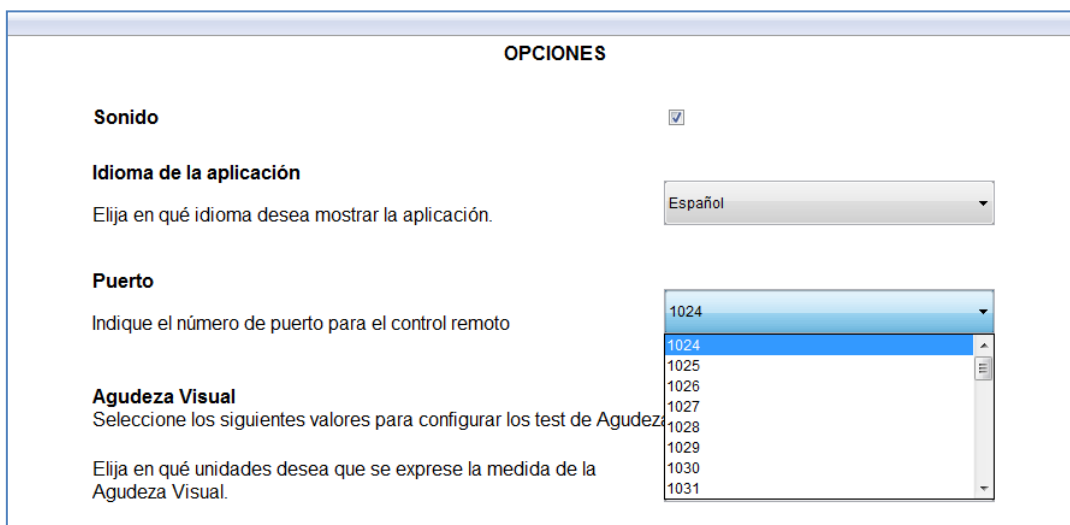 OPCIONES
Sonido
Idioma de la aplicación
Elija en qué idioma desea mostrar la aplicación.
Español
Puerto
Indique el número de puerto para el control remoto
1024
1024
1025
1026
1027
1028
1029
1030
1031
Agudeza Visual
Seleccione los siguientes valores para configurar los test de Agudeza
Elija en qué unidades desea que se exprese la medida de la
Agudeza Visual.